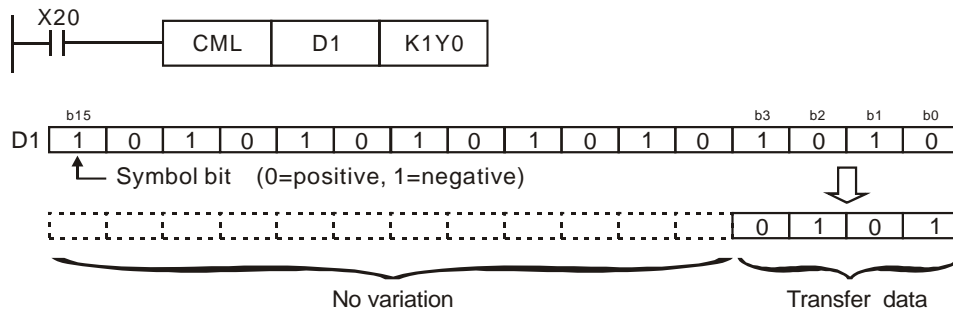 X20
CML D1 K1Y0
b15 b3 b2 b1 b0
D1 1 0 1 0 1 0 1 0 1 0 1 0 1 0 1 0
Symbol bit (0=positive, 1=negative)
0 1 0 1
No variation Transfer data